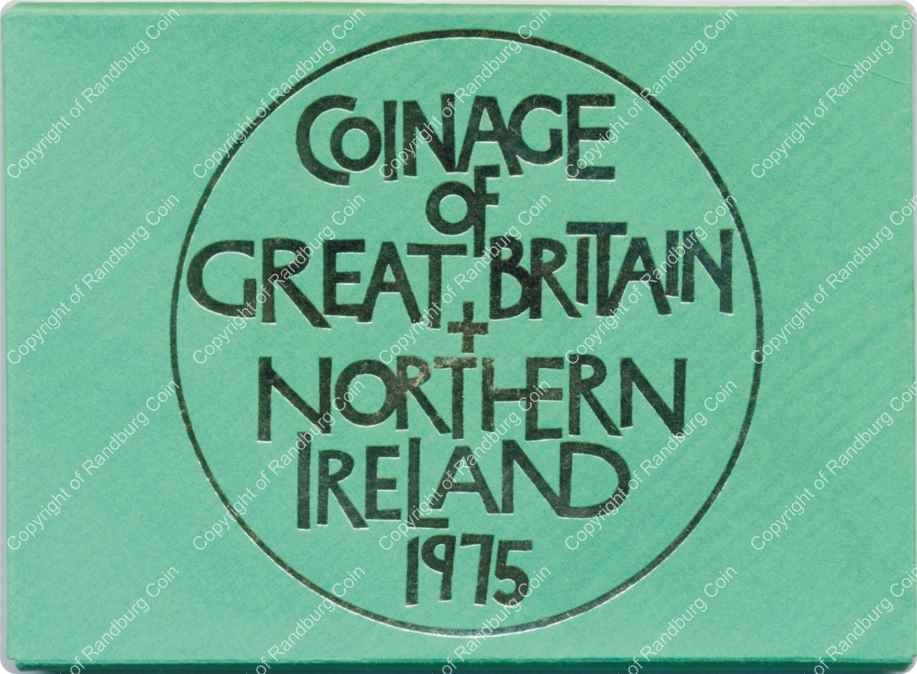 COINAGE
OF
GREAT BRITAIN
+
NORTHERN
IRELAND
1975
Copyright of Randburg Coin